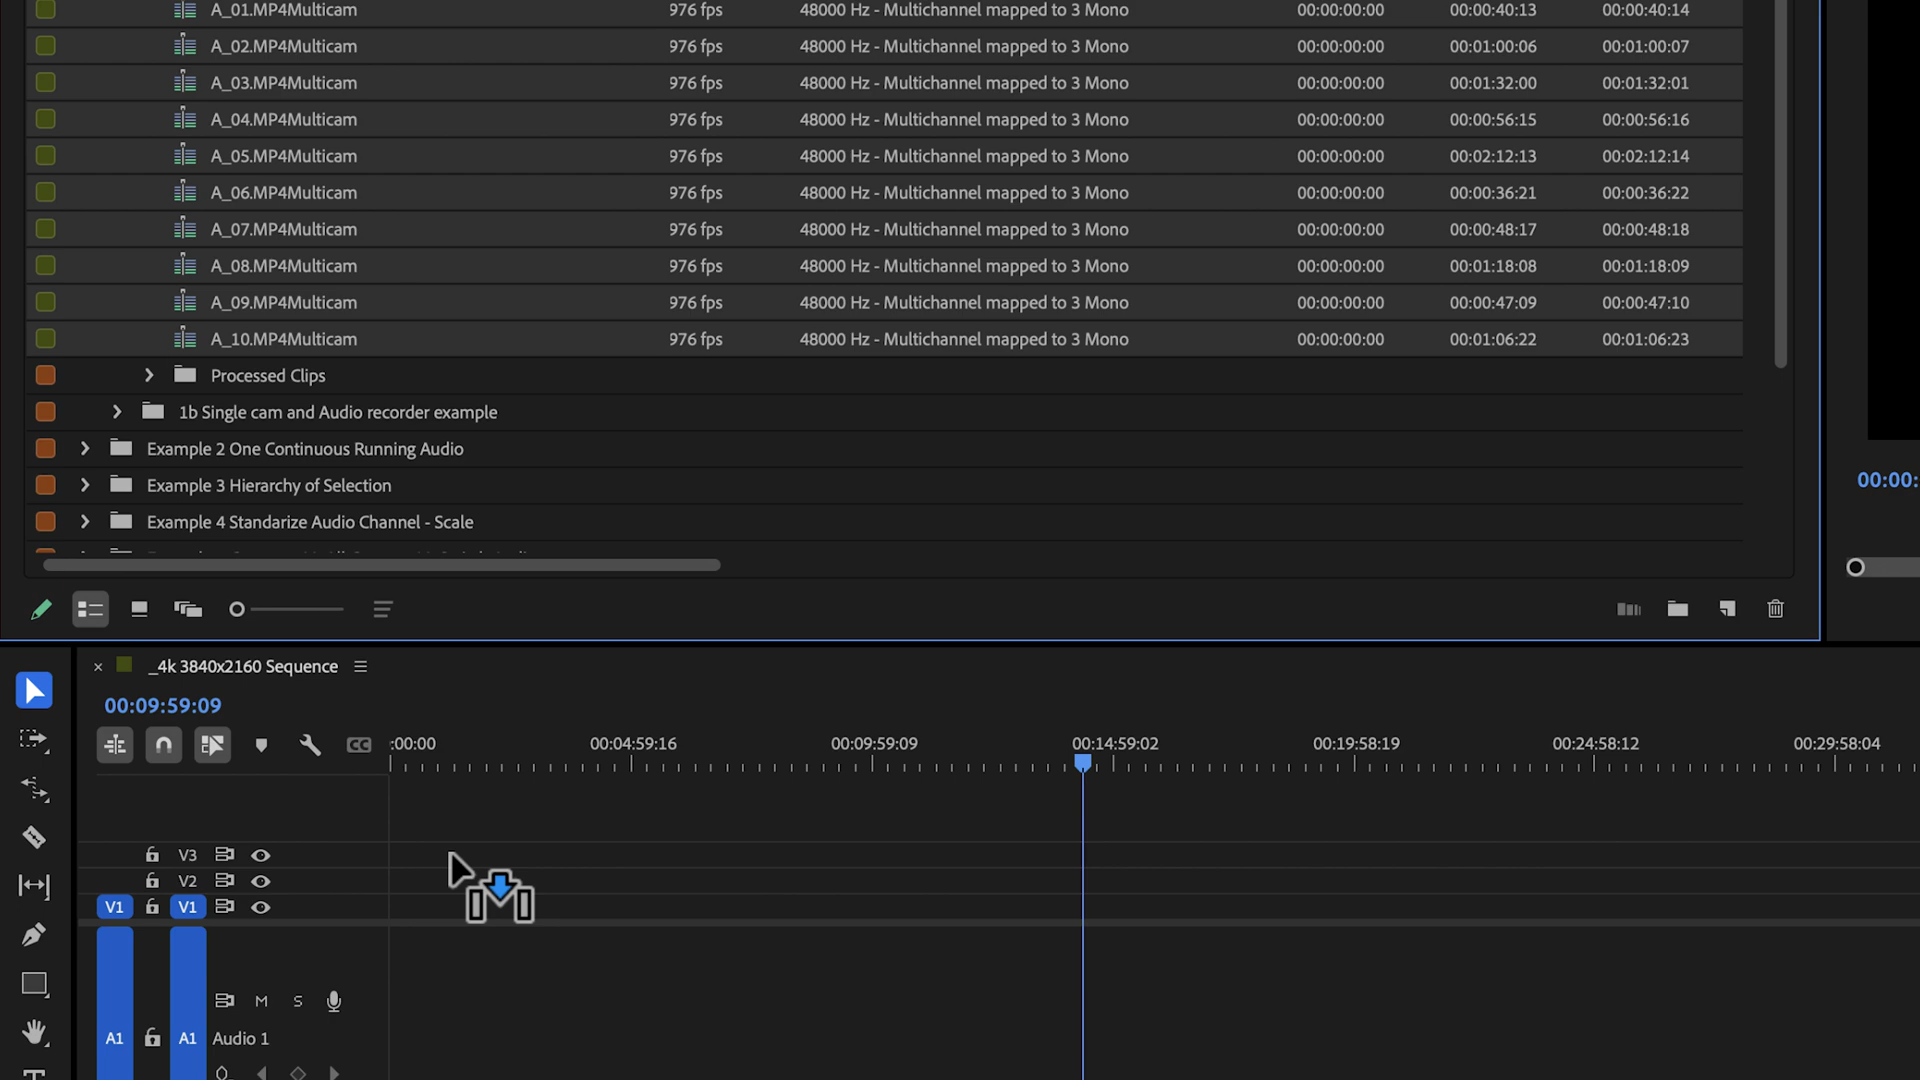 A_01.MP4Multicam 976 fps 48000 Hz - Multichannel mapped to 3 Mono 00:00:00:00 00:00:40:13 00:00:40:14
A_02.MP4Multicam 976 fps 48000 Hz - Multichannel mapped to 3 Mono 00:00:00:00 00:01:00:06 00:01:00:07
A_03.MP4Multicam 976 fps 48000 Hz - Multichannel mapped to 3 Mono 00:00:00:00 00:01:32:00 00:01:32:01
A_04.MP4Multicam 976 fps 48000 Hz - Multichannel mapped to 3 Mono 00:00:00:00 00:00:56:15 00:00:56:16
A_05.MP4Multicam 976 fps 48000 Hz - Multichannel mapped to 3 Mono 00:00:00:00 00:02:12:13 00:02:12:14
A_06.MP4Multicam 976 fps 48000 Hz - Multichannel mapped to 3 Mono 00:00:00:00 00:00:36:21 00:00:36:22
A_07.MP4Multicam 976 fps 48000 Hz - Multichannel mapped to 3 Mono 00:00:00:00 00:00:48:17 00:00:48:18
A_08.MP4Multicam 976 fps 48000 Hz - Multichannel mapped to 3 Mono 00:00:00:00 00:01:18:08 00:01:18:09
A_09.MP4Multicam 976 fps 48000 Hz - Multichannel mapped to 3 Mono 00:00:00:00 00:00:47:09 00:00:47:10
A_10.MP4Multicam 976 fps 48000 Hz - Multichannel mapped to 3 Mono 00:00:00:00 00:01:06:22 00:01:06:23
Processed Clips
1b Single cam and Audio recorder example
Example 2 One Continuous Running Audio
Example 3 Hierarchy of Selection
Example 4 Standarize Audio Channel - Scale
00:00:
_4k 3840x2160 Sequence
00:09:59:09
CC :00:00 00:04:59:16 00:09:59:09 00:14:59:02 00:19:58:19 00:24:58:12 00:29:58:04
V3
V2
V1 V1
M S
A1 A1 Audio 1